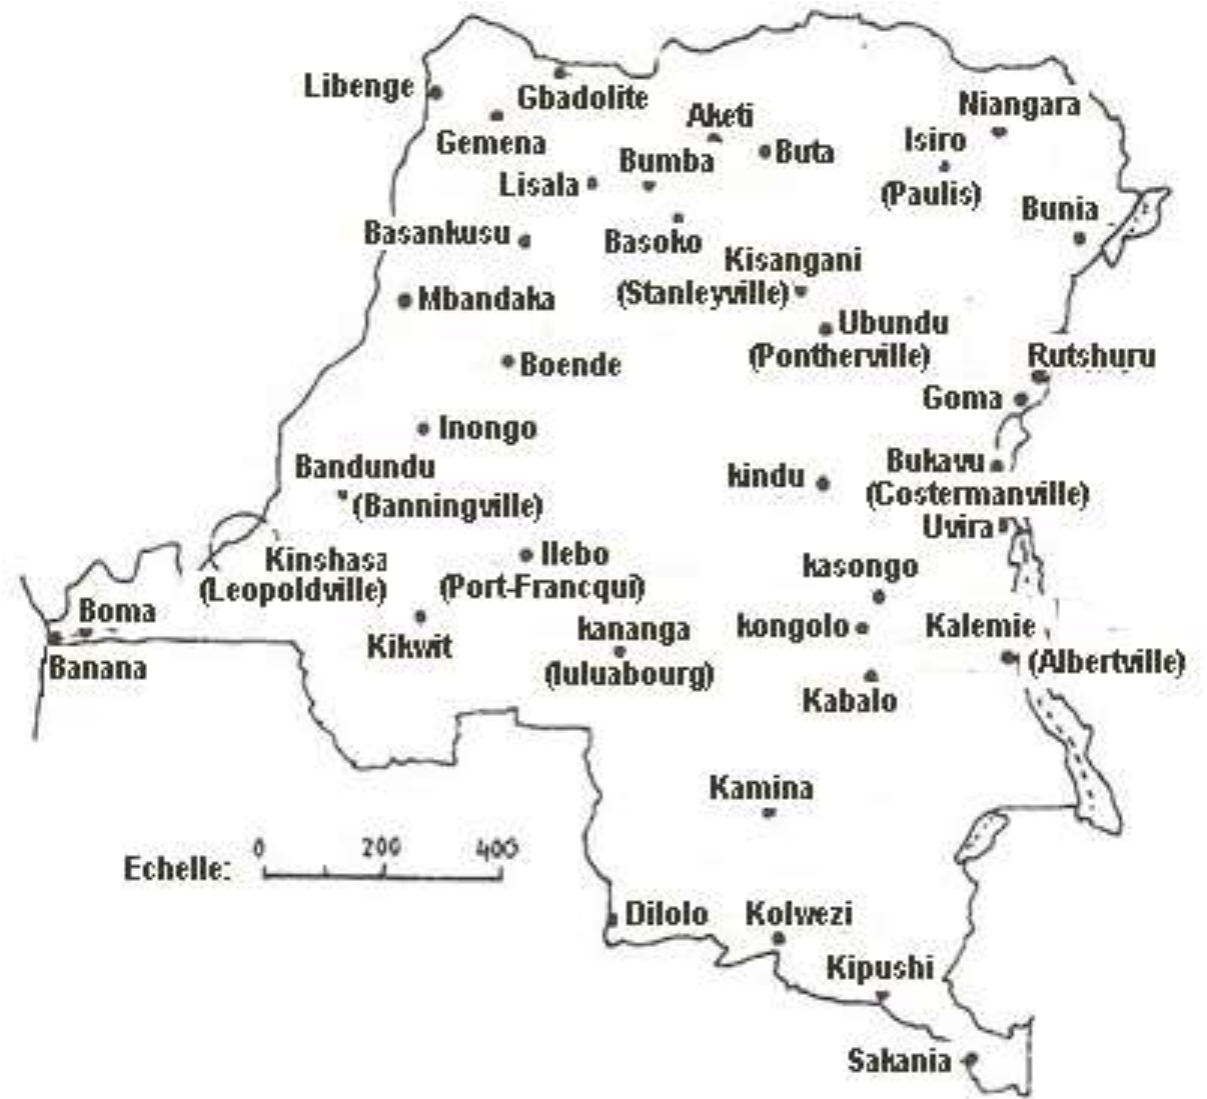 Libenge
Gbadolite
Gemena
Aketi
Niangara
Isiro
(Paulis)
Buta
Bumba
Lisala
Bunia
Basankusu
Basoko
Kisangani
(Stanleyville)
Mbandaka
Ubundu
(Pontherville)
Rutshuru
Boende
Goma
Inongo
Bandundu
(Banningville)
kindu
Bukavu
(Costermanville)
Uvira
Kinshasa
(Leopoldville)
Ilebo
(Port-Francqui)
kasongo
Boma
Banana
Kikwit
kananga
(luluabourg)
kongolo
Kalemie
(Albertville)
Kabalo
Kamina
Echelle: 0 200 400
Dilolo
Kolwezi
Kipushi
Sakania